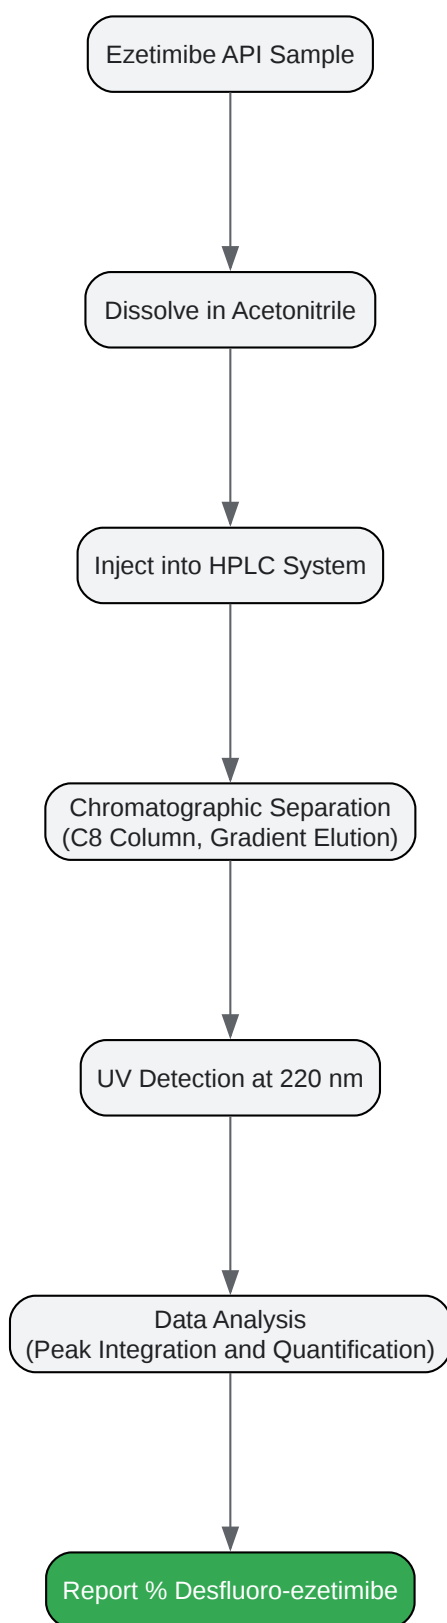 Ezetimibe API Sample
Dissolve in Acetonitrile
Inject into HPLC System
Chromatographic Separation
(C8 Column, Gradient Elution)
UV Detection at 220 nm
Data Analysis
(Peak Integration and Quantification)
Report % Desfluoro-ezetimibe